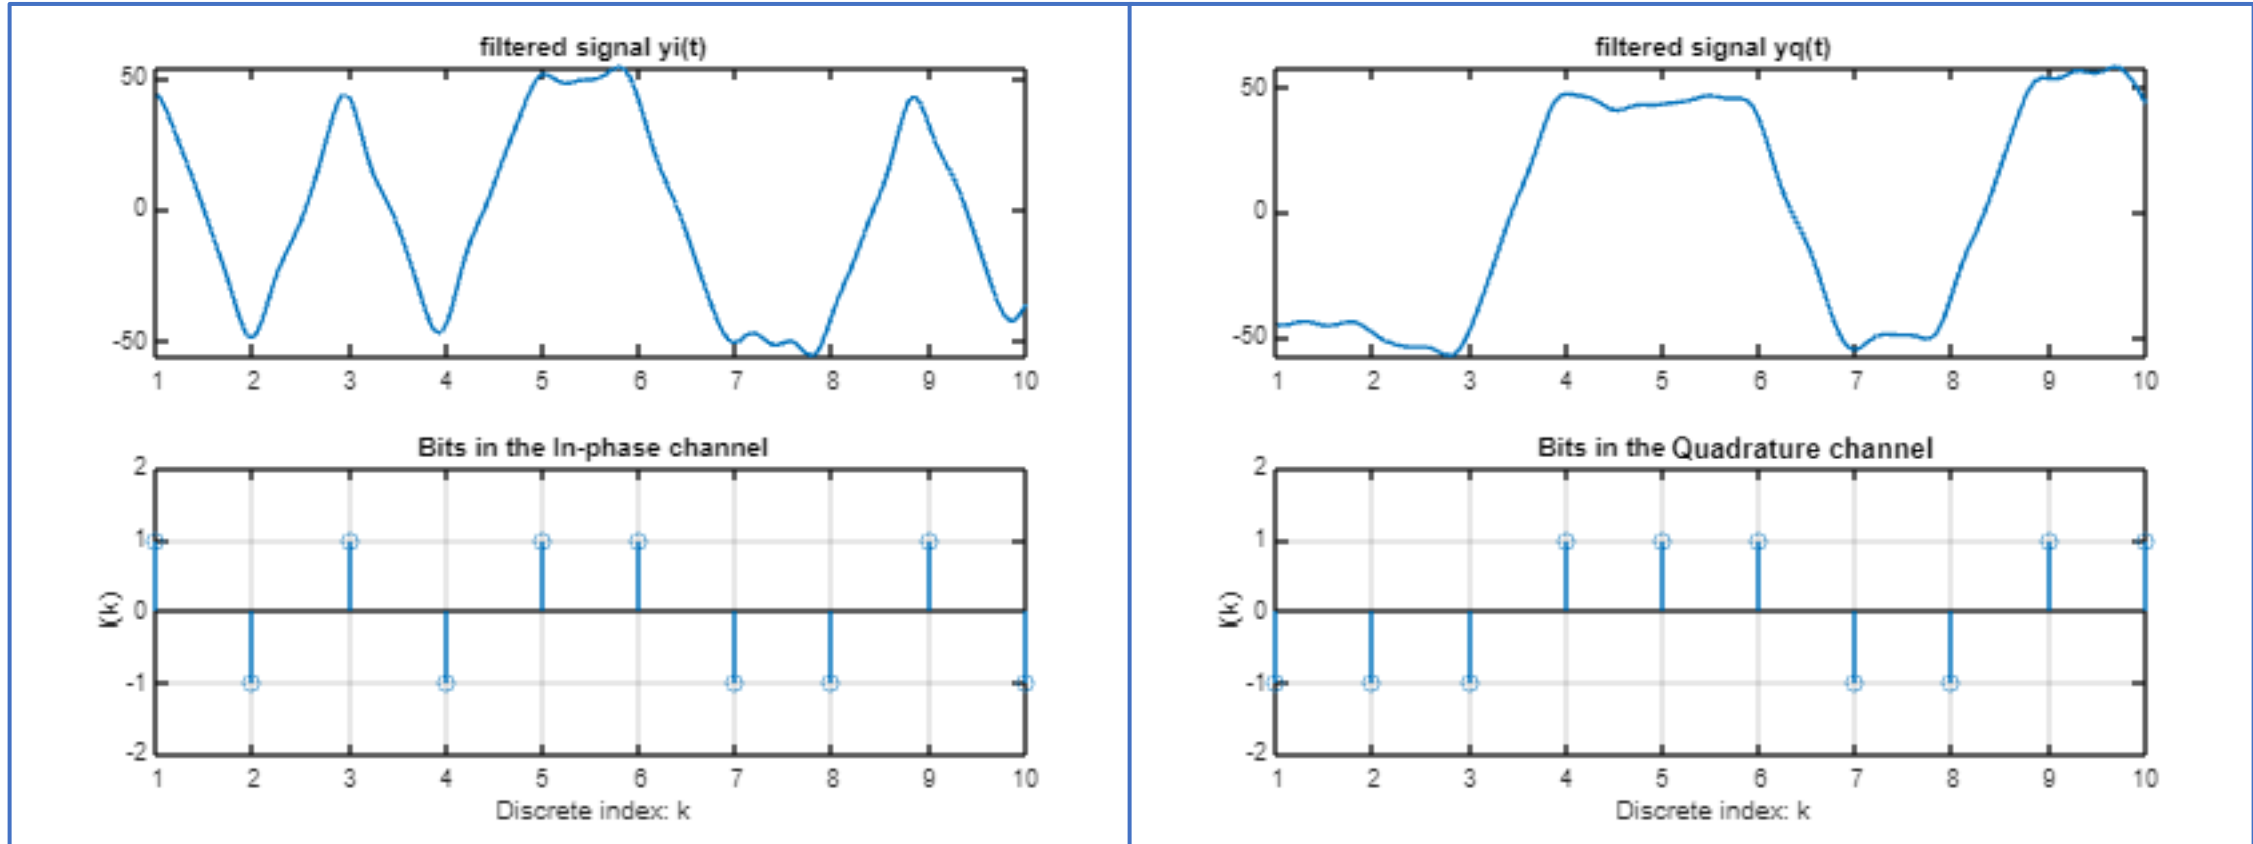 filtered signal yi(t)
50
0
-50
1 2 3 4 5 6 7 8 9 10
Bits in the In-phase channel
2
1
0
-1
-2
I(k)
1 2 3 4 5 6 7 8 9 10
Discrete index: k
filtered signal yq(t)
50
0
-50
1 2 3 4 5 6 7 8 9 10
Bits in the Quadrature channel
2
1
0
-1
-2
I(k)
1 2 3 4 5 6 7 8 9 10
Discrete index: k